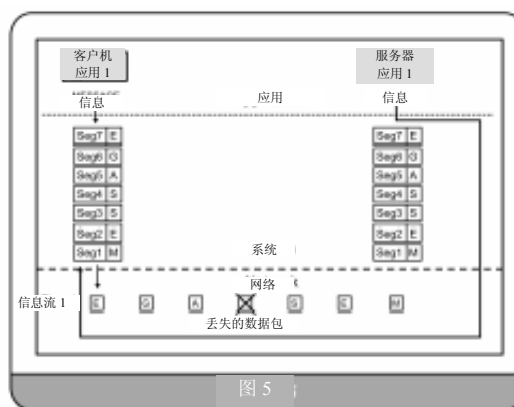 客户机
应用 1
服务器
应用 1
信息
应用
信息
Seg7 E
Seg7 E
Seg6 G
Seg6 G
Seg5 A
Seg5 A
Seg4 S
Seg4 S
Seg3 S
Seg3 S
Seg2 E
Seg2 E
Seg1 M
Seg1 M
系统
网络
信息流 1
E G A S E M
丢失的数据包
图 5